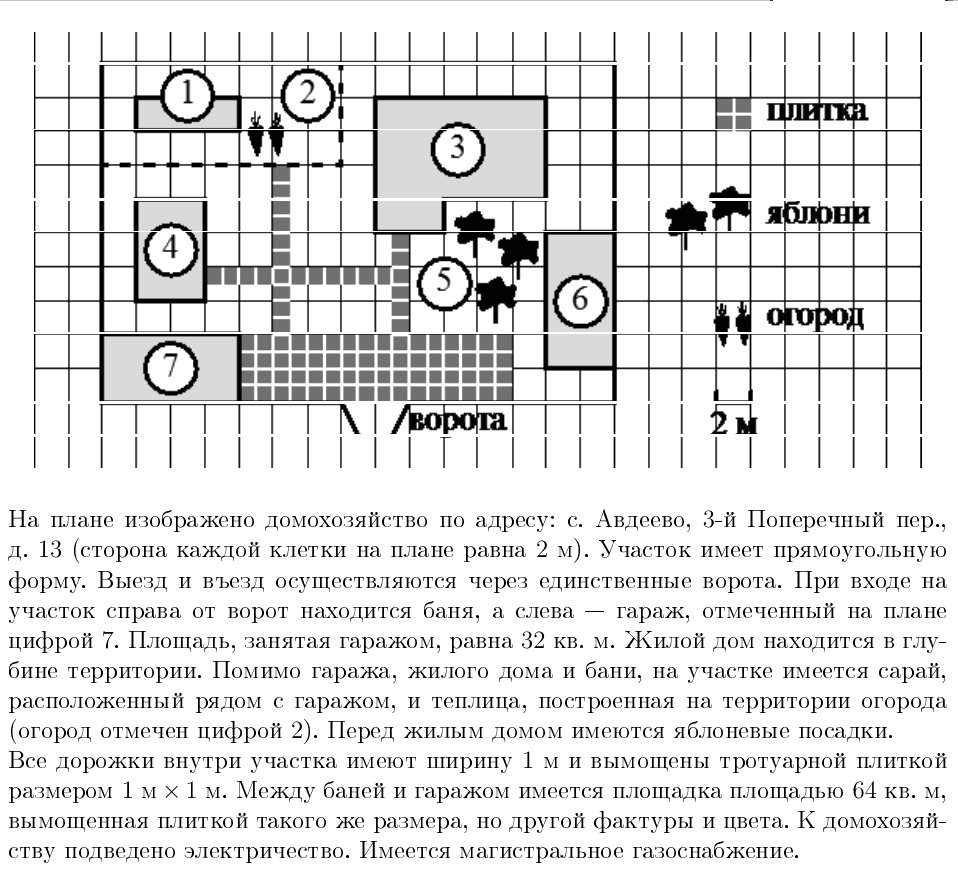 1
2
3
плитка
яблони
4
5
6
огород
7
ворота
2 м
На плане изображено домохозяйство по адресу: с. Авдеево, 3-й Поперечный пер.,
д. 13 (сторона каждой клетки на плане равна 2 м). Участок имеет прямоугольную
форму. Выезд и въезд осуществляются через единственные ворота. При входе на
участок справа от ворот находится баня, а слева — гараж, отмеченный на плане
цифрой 7. Площадь, занятая гаражом, равна 32 кв. м. Жилой дом находится в глу-
бине территории. Помимо гаража, жилого дома и бани, на участке имеется сарай,
расположенный рядом с гаражом, и теплица, построенная на территории огорода
(огород отмечен цифрой 2). Перед жилым домом имеются яблоневые посадки.
Все дорожки внутри участка имеют ширину 1 м и вымощены тротуарной плиткой
размером 1 м × 1 м. Между баней и гаражом имеется площадка площадью 64 кв. м,
вымощенная плиткой такого же размера, но другой фактуры и цвета. К домохозяй-
ству подведено электричество. Имеется магистральное газоснабжение.